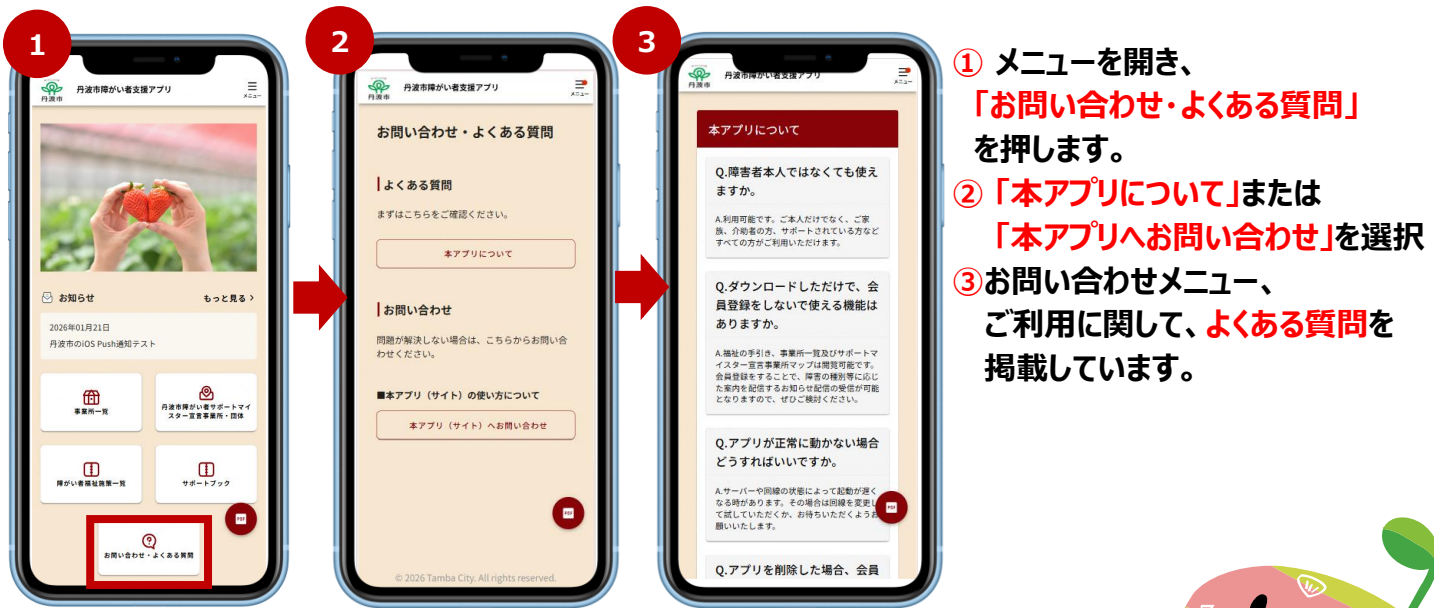 1
丹波市
丹波市障がい者支援アプリ
メニュー
お知らせ
もっと見る
2026年01月21日
丹波市のiOS Push通知テスト
事業所一覧
丹波市障がい者サポートマイ
スター宣言事業所・団体
障がい者福祉施策一覧
サポートブック
PDF
お問い合わせ・よくある質問
2
丹波市
丹波市障がい者支援アプリ
メニュー
お問い合わせ・よくある質問
よくある質問
まずはこちらをご確認ください。
本アプリについて
お問い合わせ
問題が解決しない場合は、こちらからお問い合
わせください。
■本アプリ（サイト）の使い方について
本アプリ（サイト）へお問い合わせ
PDF
© 2026 Tamba City. All rights reserved.
3
丹波市
丹波市障がい者支援アプリ
メニュー
本アプリについて
Q.障害者本人ではなくても使え
ますか。
A.利用可能です。ご本人だけでなく、ご家
族、介助者の方、サポートされている方など
すべての方がご利用いただけます。
Q.ダウンロードしただけで、会
員登録をしないで使える機能は
ありますか。
A.福祉の手引き、事業所一覧及びサポートマ
イスター宣言事業所マップは閲覧可能です。
会員登録をすることで、障害の種別等に応じ
た案内を配信するお知らせ配信の受信が可能
となりますので、ぜひご検討ください。
Q.アプリが正常に動かない場合
どうすればいいですか。
A.サーバーや回線の状態によって起動が遅く
なる時があります。その場合は回線を変更し
て試していただくか、お待ちいただくようお
願いいたします。
PDF
Q.アプリを削除した場合、会員
① メニューを開き、
「お問い合わせ・よくある質問」
を押します。
② 「本アプリについて」または
「本アプリへお問い合わせ」を選択
③お問い合わせメニュー、
ご利用に関して、よくある質問を
掲載しています。